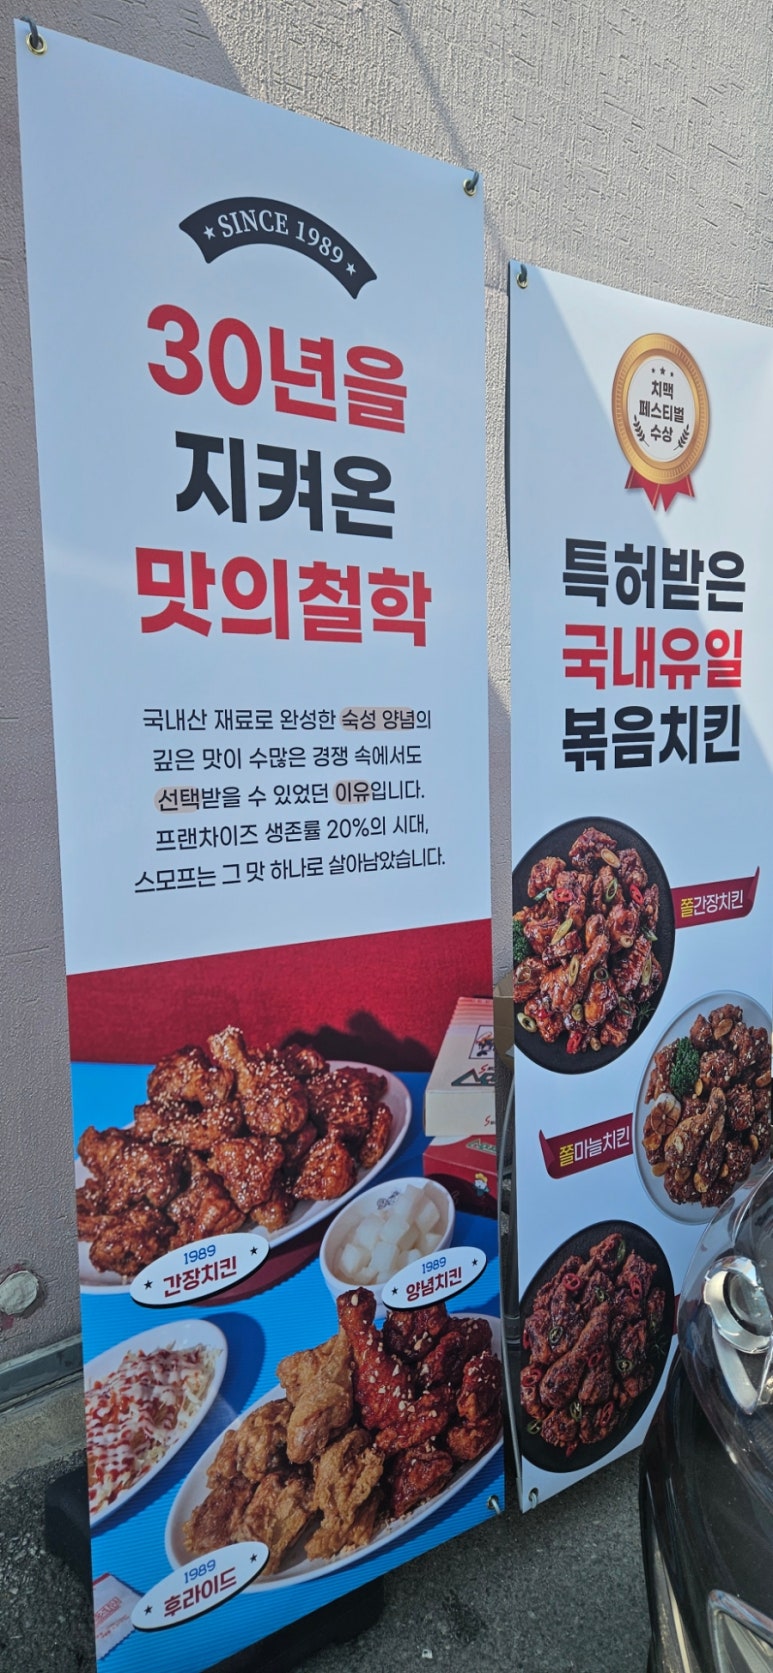 SINCE 1989
30년을
지켜온
맛의철학
국내산 재료로 완성한 숙성 양념의
깊은 맛이 수많은 경쟁 속에서도
선택받을 수 있었던 이유입니다.
프랜차이즈 생존률 20%의 시대,
스모프는 그 맛 하나로 살아남았습니다.
1989
간장치킨
1989
양념치킨
1989
후라이드
치맥
페스티벌
수상
특허받은
국내유일
볶음치킨
쫄간장치킨
쫄마늘치킨